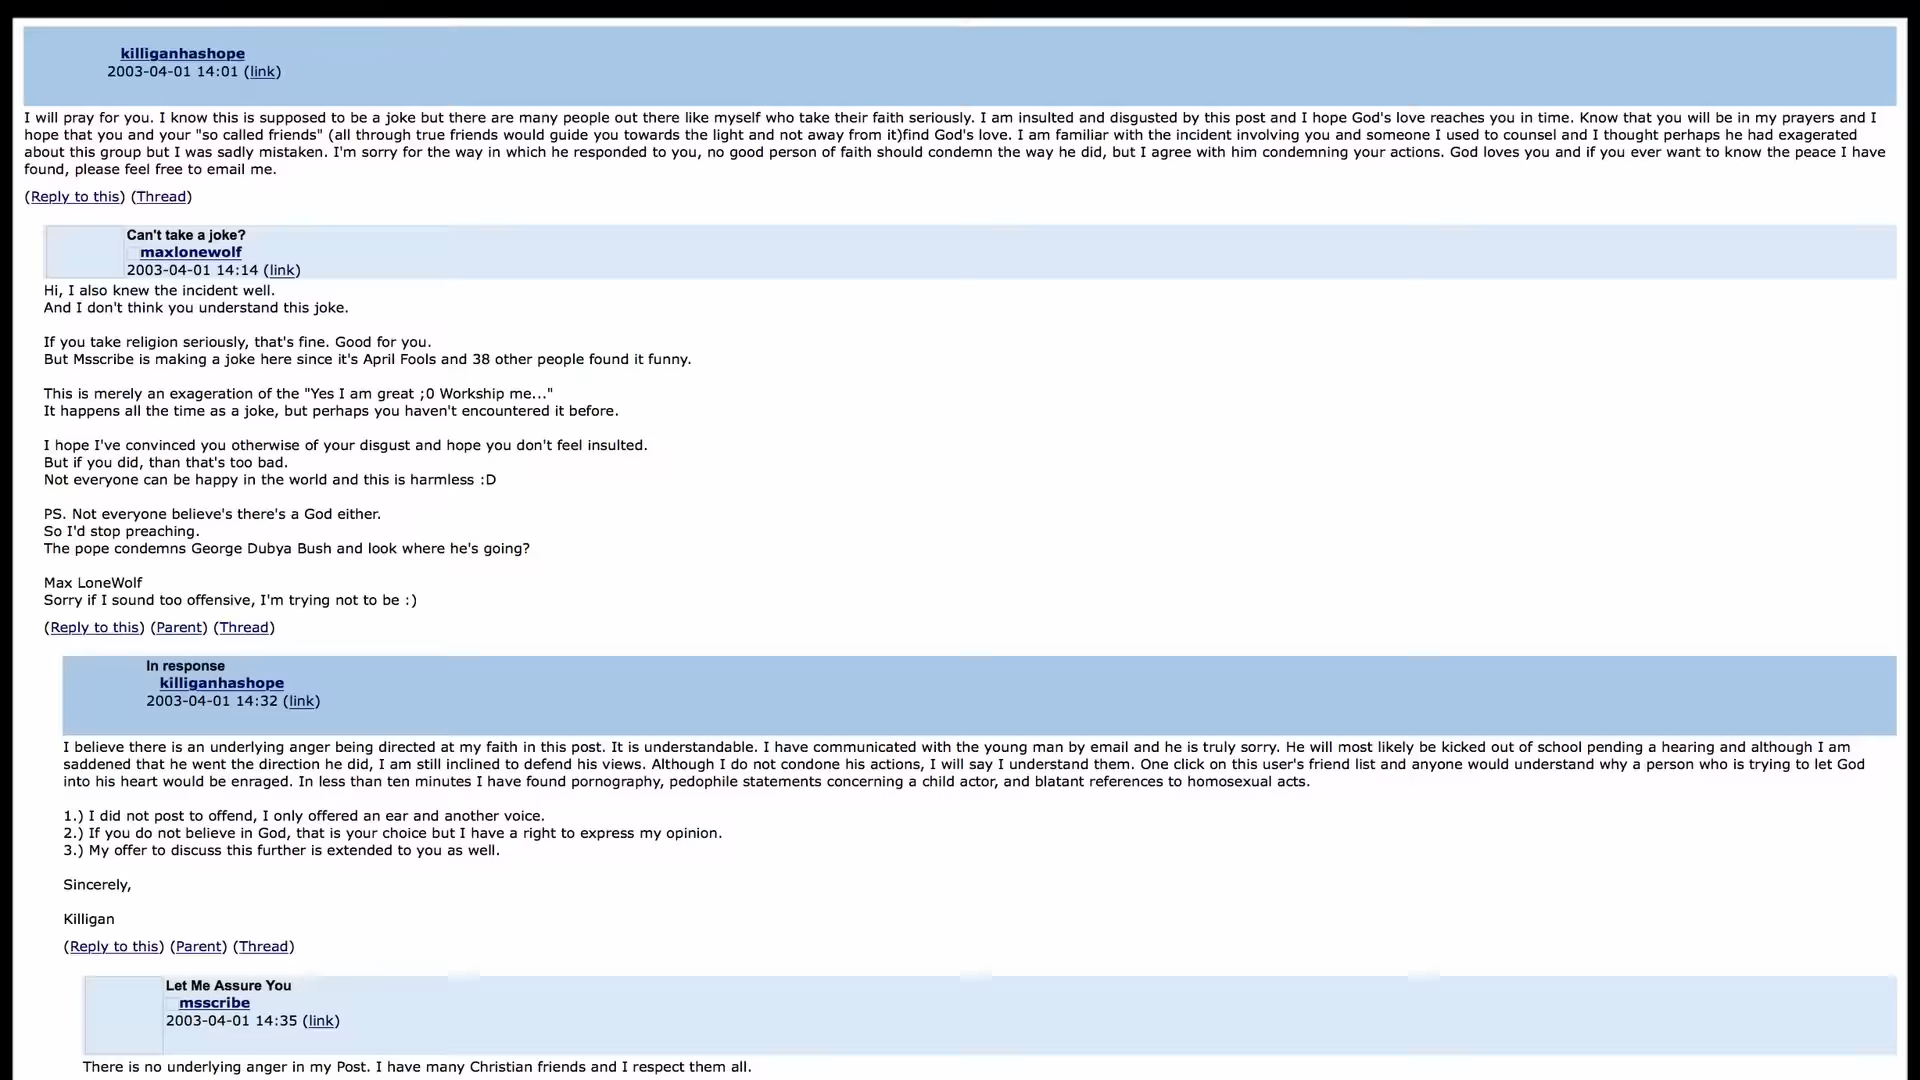 killiganhashope
2003-04-01 14:01 (link)
I will pray for you. I know this is supposed to be a joke but there are many people out there like myself who take their faith seriously. I am insulted and disgusted by this post and I hope God's love reaches you in time. Know that you will be in my prayers and I
hope that you and your "so called friends" (all through true friends would guide you towards the light and not away from it)find God's love. I am familiar with the incident involving you and someone I used to counsel and I thought perhaps he had exagerated
about this group but I was sadly mistaken. I'm sorry for the way in which he responded to you, no good person of faith should condemn the way he did, but I agree with him condemning your actions. God loves you and if you ever want to know the peace I have
found, please feel free to email me.
(Reply to this) (Thread)
Can't take a joke?
maxlonewolf
2003-04-01 14:14 (link)
Hi, I also knew the incident well.
And I don't think you understand this joke.
If you take religion seriously, that's fine. Good for you.
But Msscribe is making a joke here since it's April Fools and 38 other people found it funny.
This is merely an exageration of the "Yes I am great ;0 Workship me..."
It happens all the time as a joke, but perhaps you haven't encountered it before.
I hope I've convinced you otherwise of your disgust and hope you don't feel insulted.
But if you did, than that's too bad.
Not everyone can be happy in the world and this is harmless :D
PS. Not everyone believe's there's a God either.
So I'd stop preaching.
The pope condemns George Dubya Bush and look where he's going?
Max LoneWolf
Sorry if I sound too offensive, I'm trying not to be :)
(Reply to this) (Parent) (Thread)
In response
killiganhashope
2003-04-01 14:32 (link)
I believe there is an underlying anger being directed at my faith in this post. It is understandable. I have communicated with the young man by email and he is truly sorry. He will most likely be kicked out of school pending a hearing and although I am
saddened that he went the direction he did, I am still inclined to defend his views. Although I do not condone his actions, I will say I understand them. One click on this user's friend list and anyone would understand why a person who is trying to let God
into his heart would be enraged. In less than ten minutes I have found pornography, pedophile statements concerning a child actor, and blatant references to homosexual acts.
1.) I did not post to offend, I only offered an ear and another voice.
2.) If you do not believe in God, that is your choice but I have a right to express my opinion.
3.) My offer to discuss this further is extended to you as well.
Sincerely,
Killigan
(Reply to this) (Parent) (Thread)
Let Me Assure You
msscribe
2003-04-01 14:35 (link)
There is no underlying anger in my Post. I have many Christian friends and I respect them all.